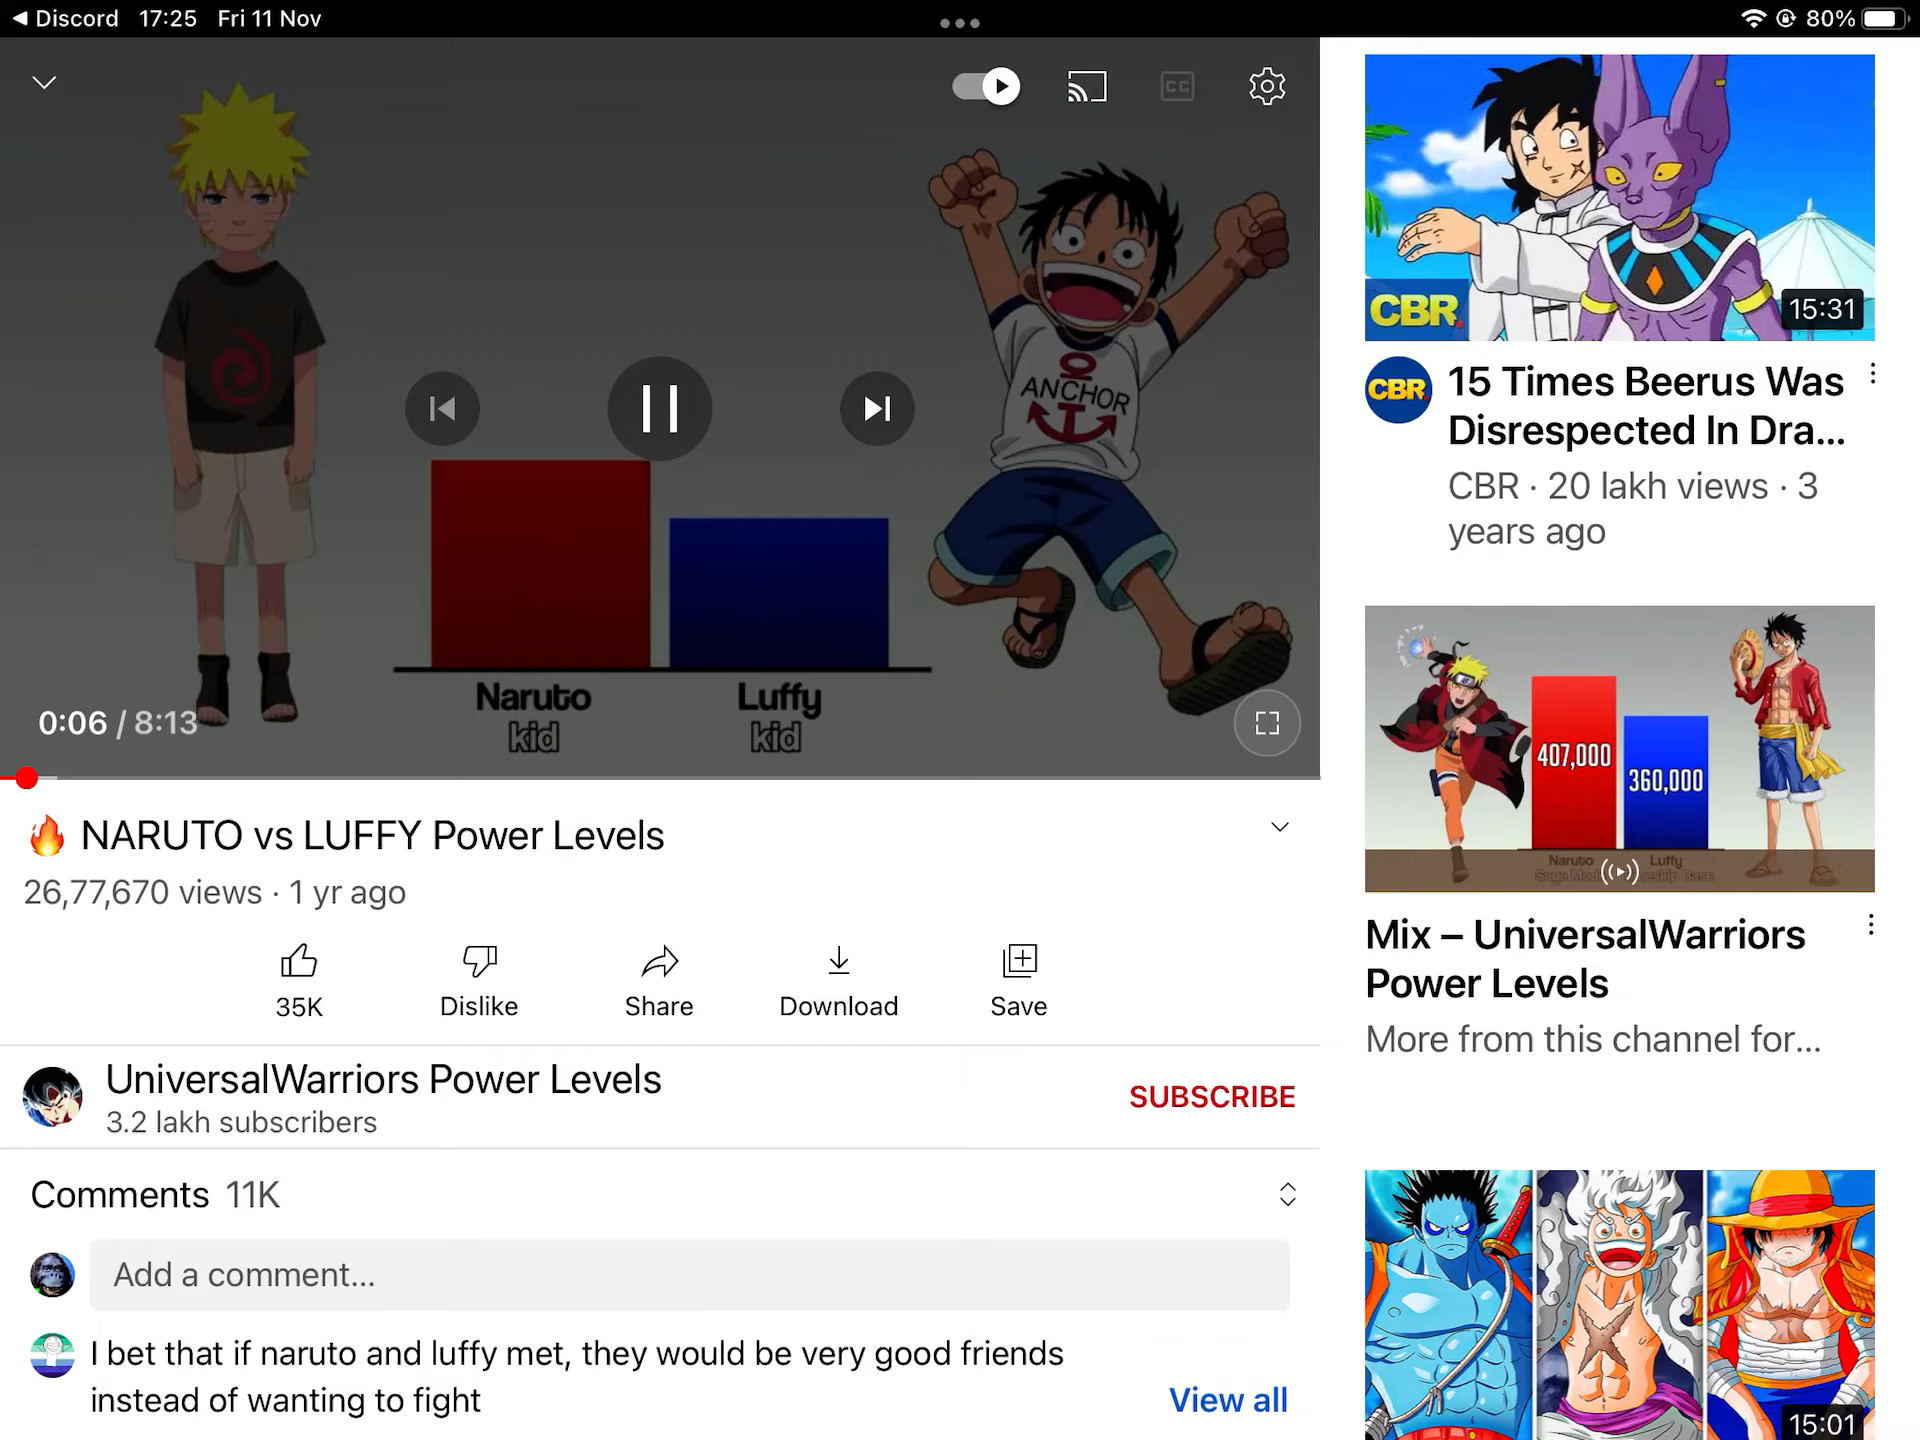 Discord 17:25 Fri 11 Nov
80%
CC
ANCHOR
Naruto
kid
Luffy
kid
0:06 / 8:13
🔥 NARUTO vs LUFFY Power Levels
26,77,670 views · 1 yr ago
35K
Dislike
Share
Download
Save
UniversalWarriors Power Levels
3.2 lakh subscribers
SUBSCRIBE
Comments 11K
Add a comment...
I bet that if naruto and luffy met, they would be very good friends
instead of wanting to fight
View all
CBR.
15:31
CBR
15 Times Beerus Was
Disrespected In Dra...
CBR · 20 lakh views · 3
years ago
407,000
360,000
Naruto
Luffy
Mix – UniversalWarriors
Power Levels
More from this channel for...
15:01